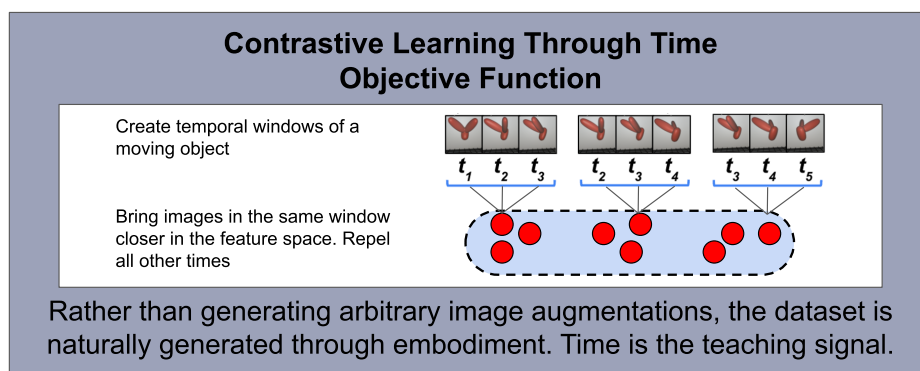 Contrastive Learning Through Time
Objective Function
Create temporal windows of a
moving object
t1 t2 t3 t2 t3 t4 t3 t4 t5
Bring images in the same window
closer in the feature space. Repel
all other times
Rather than generating arbitrary image augmentations, the dataset is
naturally generated through embodiment. Time is the teaching signal.